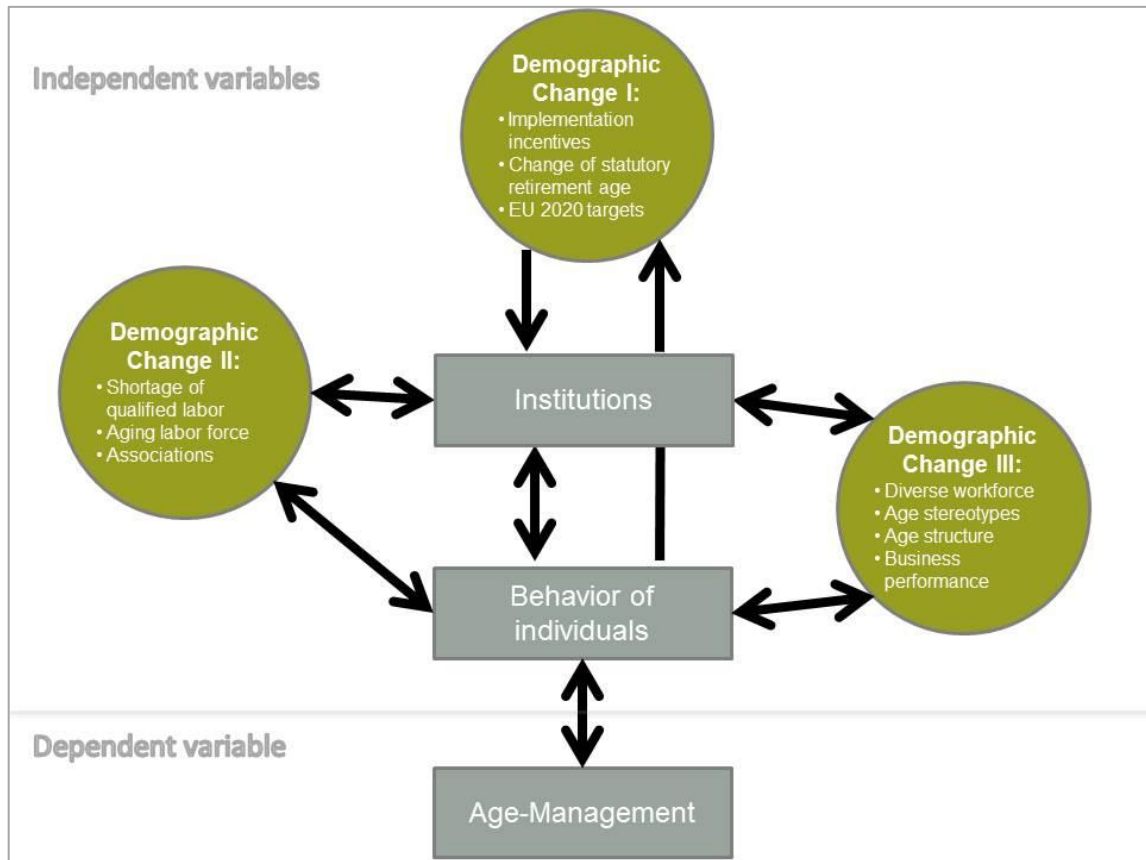 Independent variables
Demographic
Change I:
• Implementation
incentives
• Change of statutory
retirement age
• EU 2020 targets
Demographic
Change II:
• Shortage of
qualified labor
• Aging labor force
• Associations
Institutions
Demographic
Change III:
• Diverse workforce
• Age stereotypes
• Age structure
• Business
performance
Behavior of
individuals
Dependent variable
Age-Management